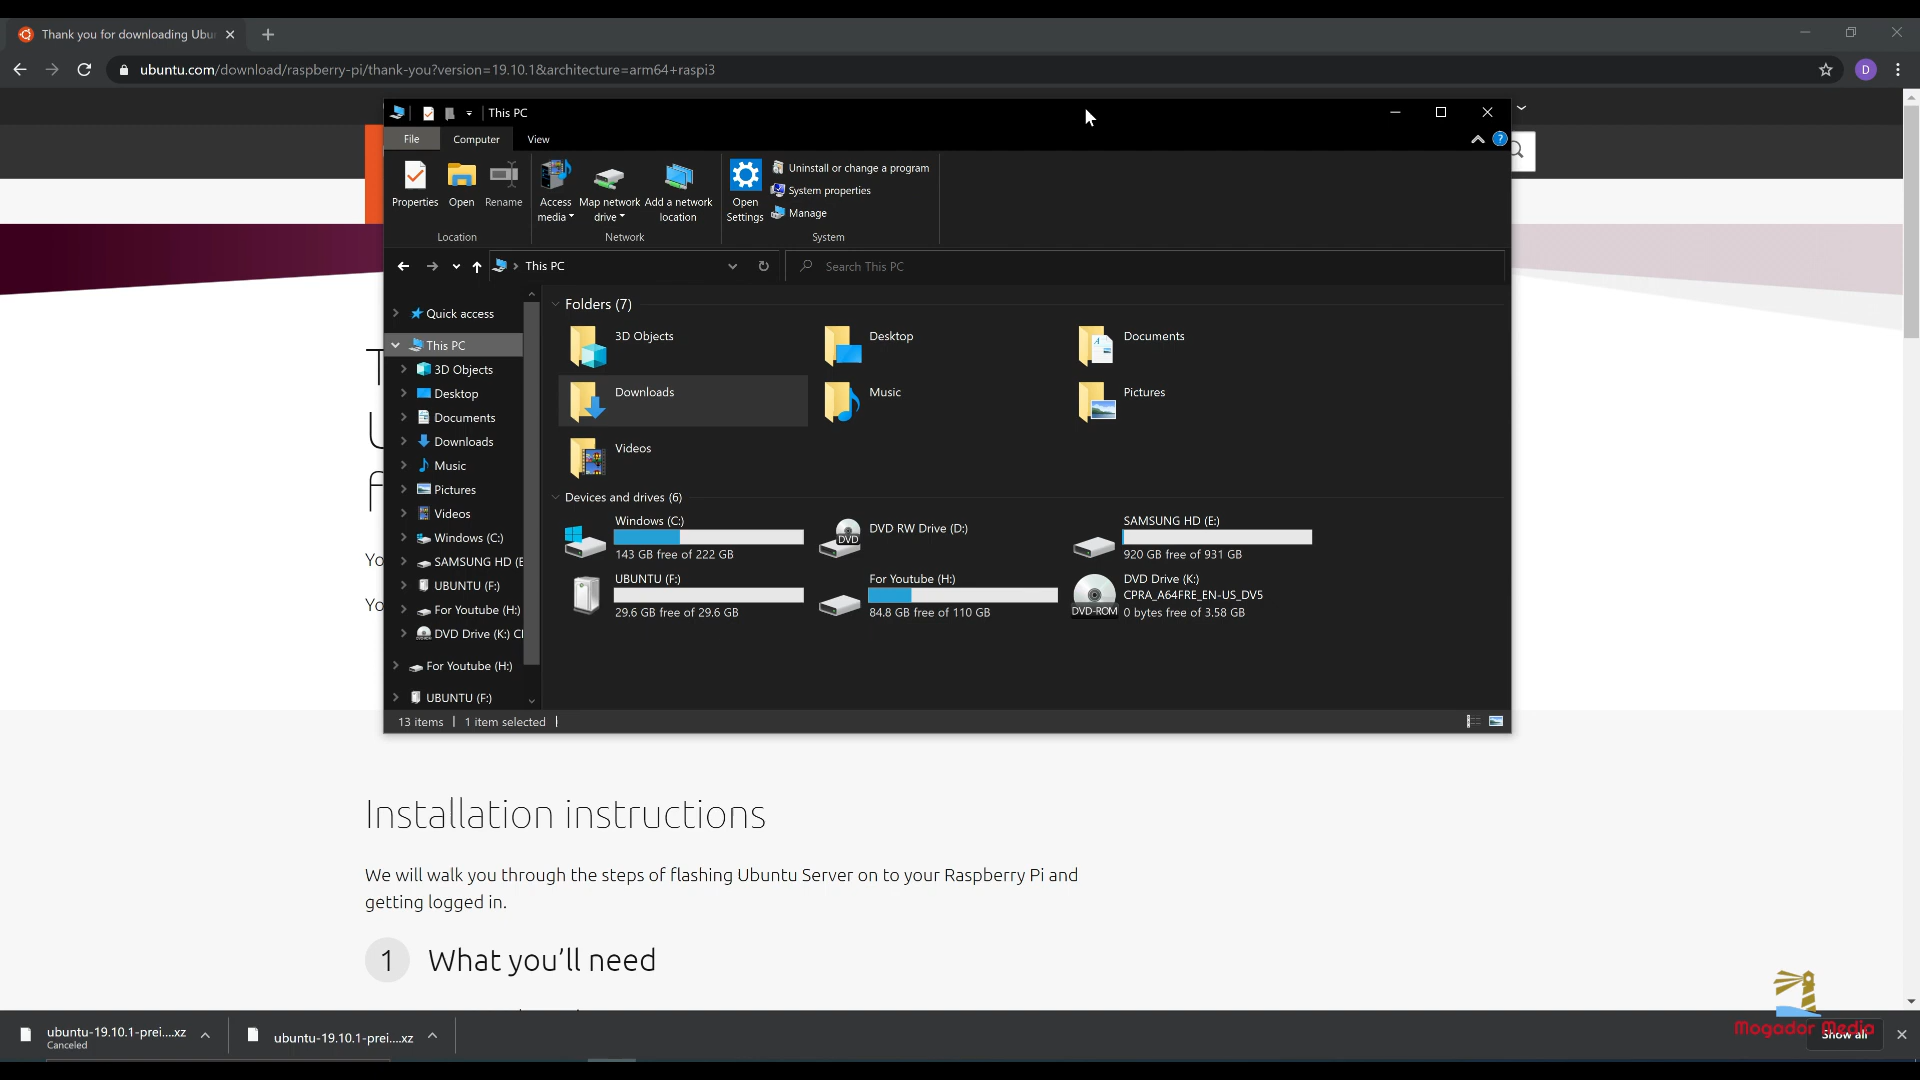 Thank you for downloading Ubu
ubuntu.com/download/raspberry-pi/thank-you?version=19.10.1&architecture=arm64+raspi3
D
This PC
File
Computer
View
?
Properties
Open
Rename
Access media
Map network drive
Add a network location
Open Settings
Uninstall or change a program
System properties
Manage
Location
Network
System
This PC
Search This PC
Quick access
This PC
3D Objects
Desktop
Documents
Downloads
Music
Pictures
Videos
Windows (C:)
SAMSUNG HD (E
UBUNTU (F:)
For Youtube (H:)
DVD Drive (K:) C
For Youtube (H:)
UBUNTU (F:)
Folders (7)
3D Objects
Desktop
Documents
Downloads
Music
Pictures
Videos
Devices and drives (6)
Windows (C:)
143 GB free of 222 GB
DVD
DVD RW Drive (D:)
SAMSUNG HD (E:)
920 GB free of 931 GB
UBUNTU (F:)
29.6 GB free of 29.6 GB
For Youtube (H:)
84.8 GB free of 110 GB
DVD-ROM
DVD Drive (K:)
CPRA_A64FRE_EN-US_DV5
0 bytes free of 3.58 GB
13 items
1 item selected
Yo
Yo
Installation instructions
We will walk you through the steps of flashing Ubuntu Server on to your Raspberry Pi and
getting logged in.
1 What you'll need
ubuntu-19.10.1-prei....xz
Canceled
ubuntu-19.10.1-prei....xz
Mogador Media
Show all